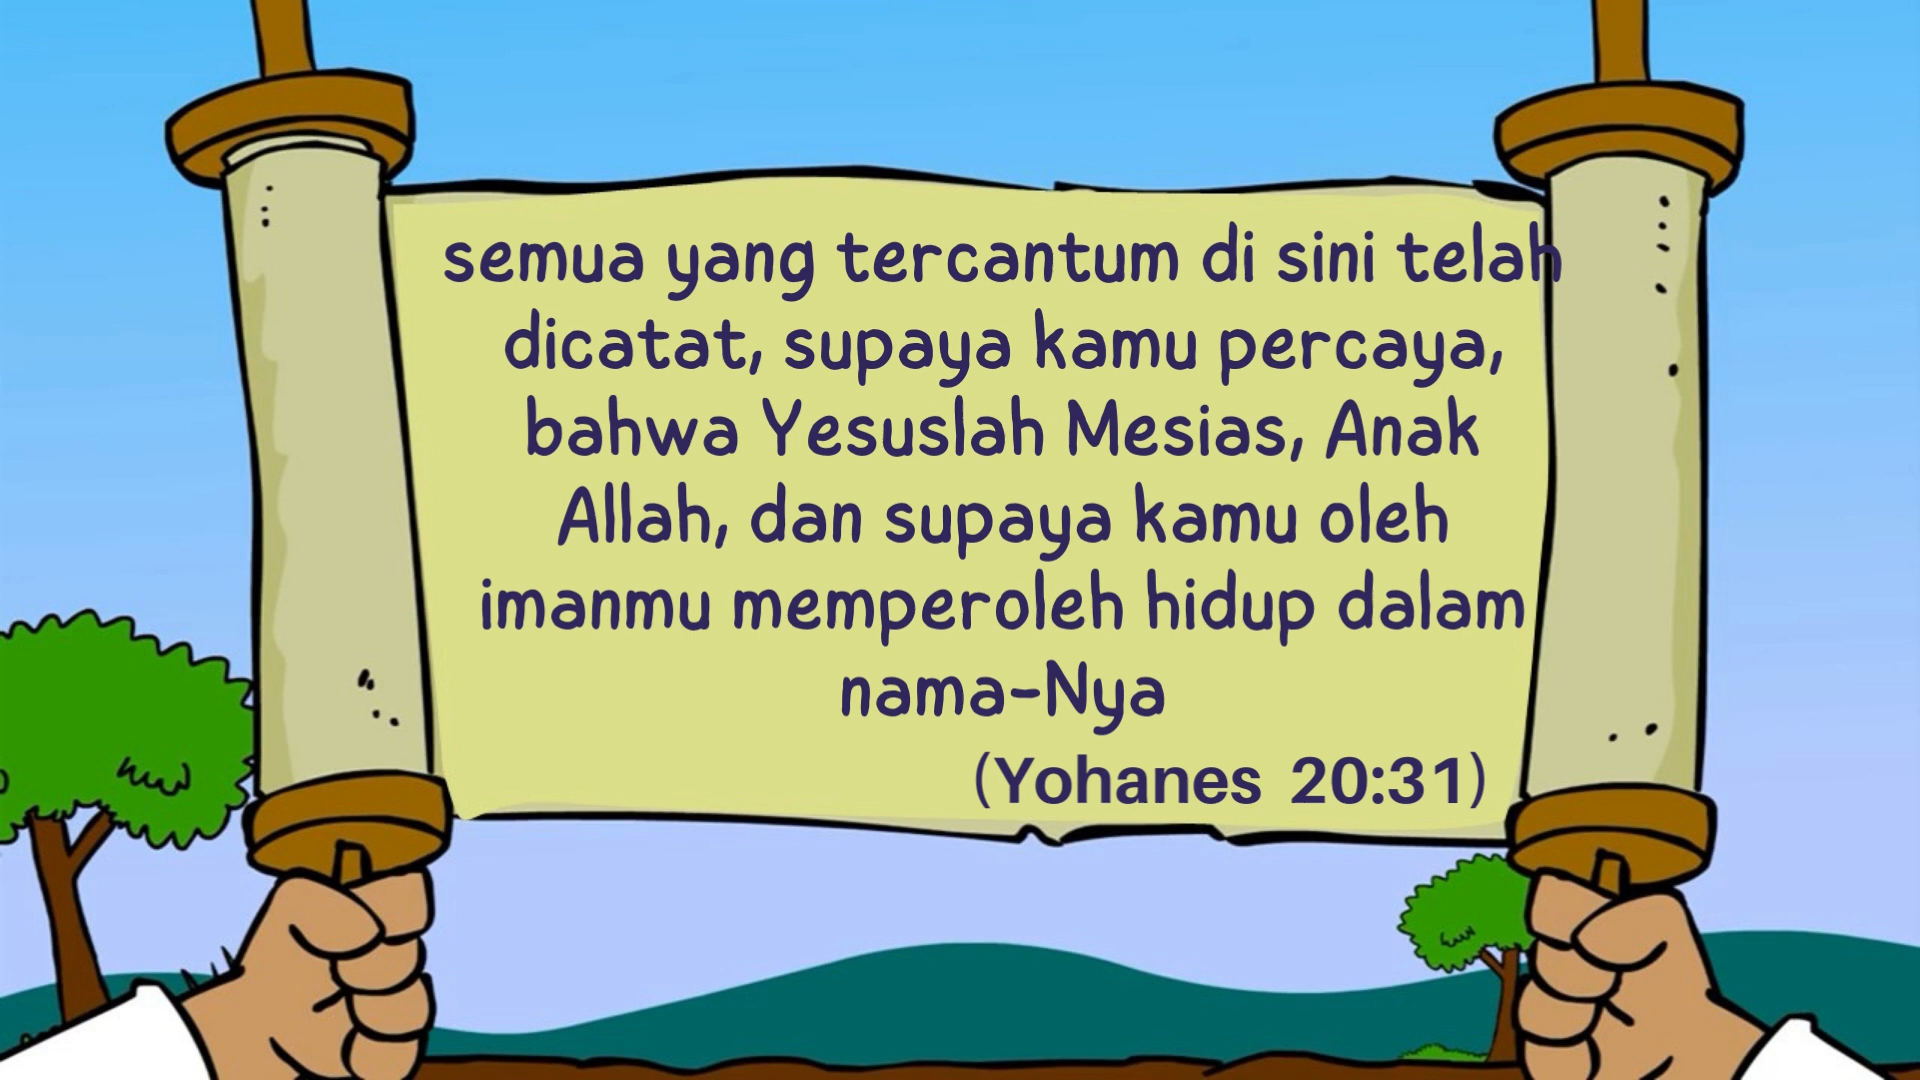 semua yang tercantum di sini telah
dicatat, supaya kamu percaya,
bahwa Yesuslah Mesias, Anak
Allah, dan supaya kamu oleh
imanmu memperoleh hidup dalam
nama-Nya
(Yohanes 20:31)